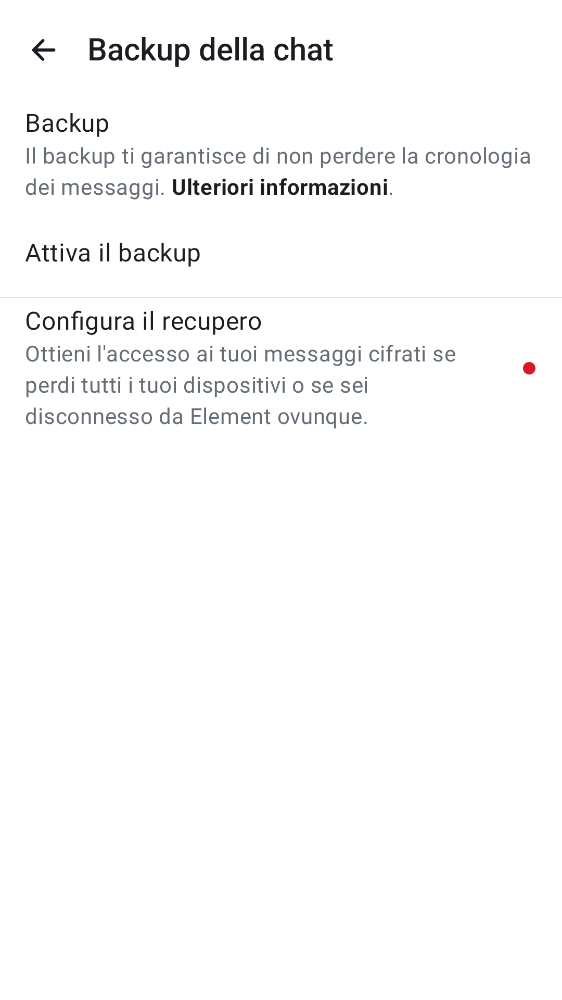 Backup della chat
Backup
Il backup ti garantisce di non perdere la cronologia
dei messaggi. Ulteriori informazioni.
Attiva il backup
Configura il recupero
Ottieni l'accesso ai tuoi messaggi cifrati se
perdi tutti i tuoi dispositivi o se sei
disconnesso da Element ovunque.